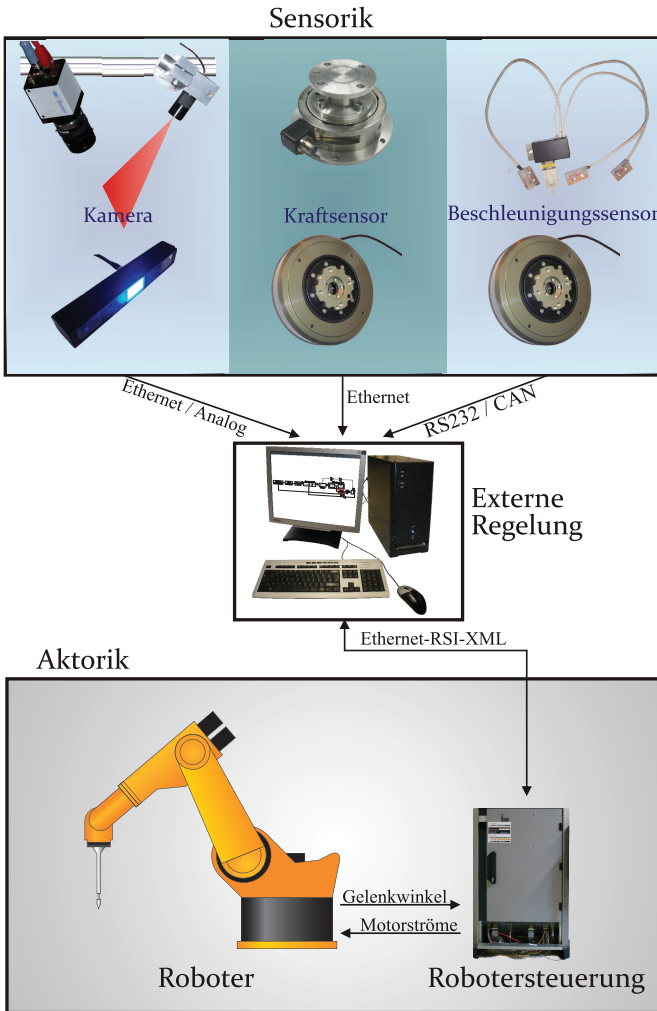 Sensorik
Kamera
Kraftsensor
Beschleunigungssensor
Ethernet / Analog
Ethernet
RS232 / CAN
Externe
Regelung
Ethernet-RSI-XML
Aktorik
Gelenkwinkel
Motorströme
Roboter
Robotersteuerung